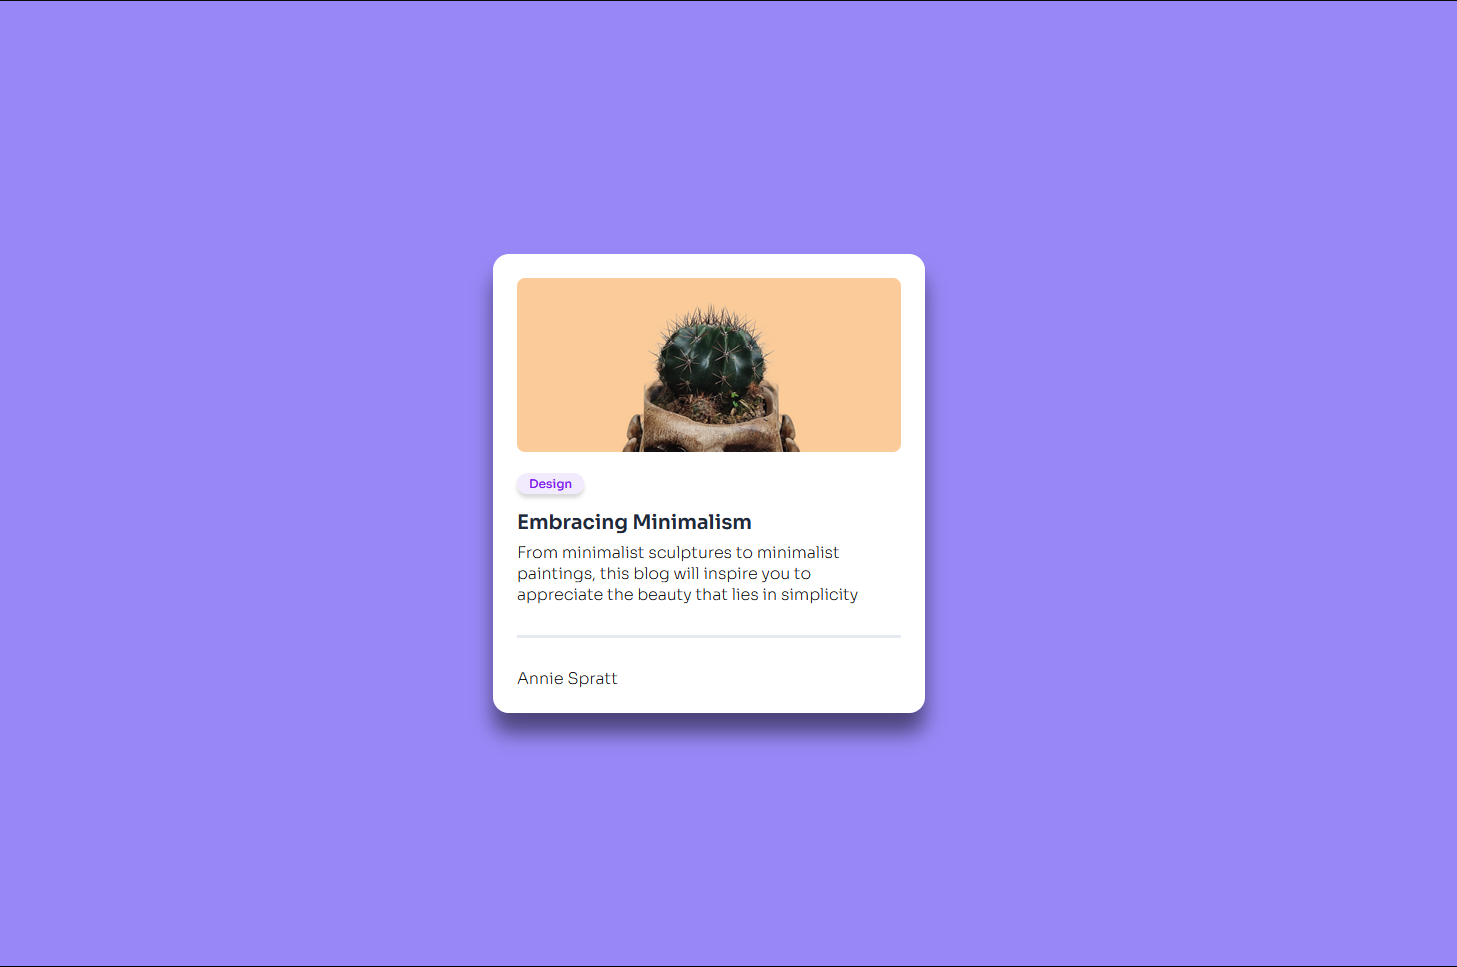 Design
Embracing Minimalism
From minimalist sculptures to minimalist
paintings, this blog will inspire you to
appreciate the beauty that lies in simplicity
Annie Spratt